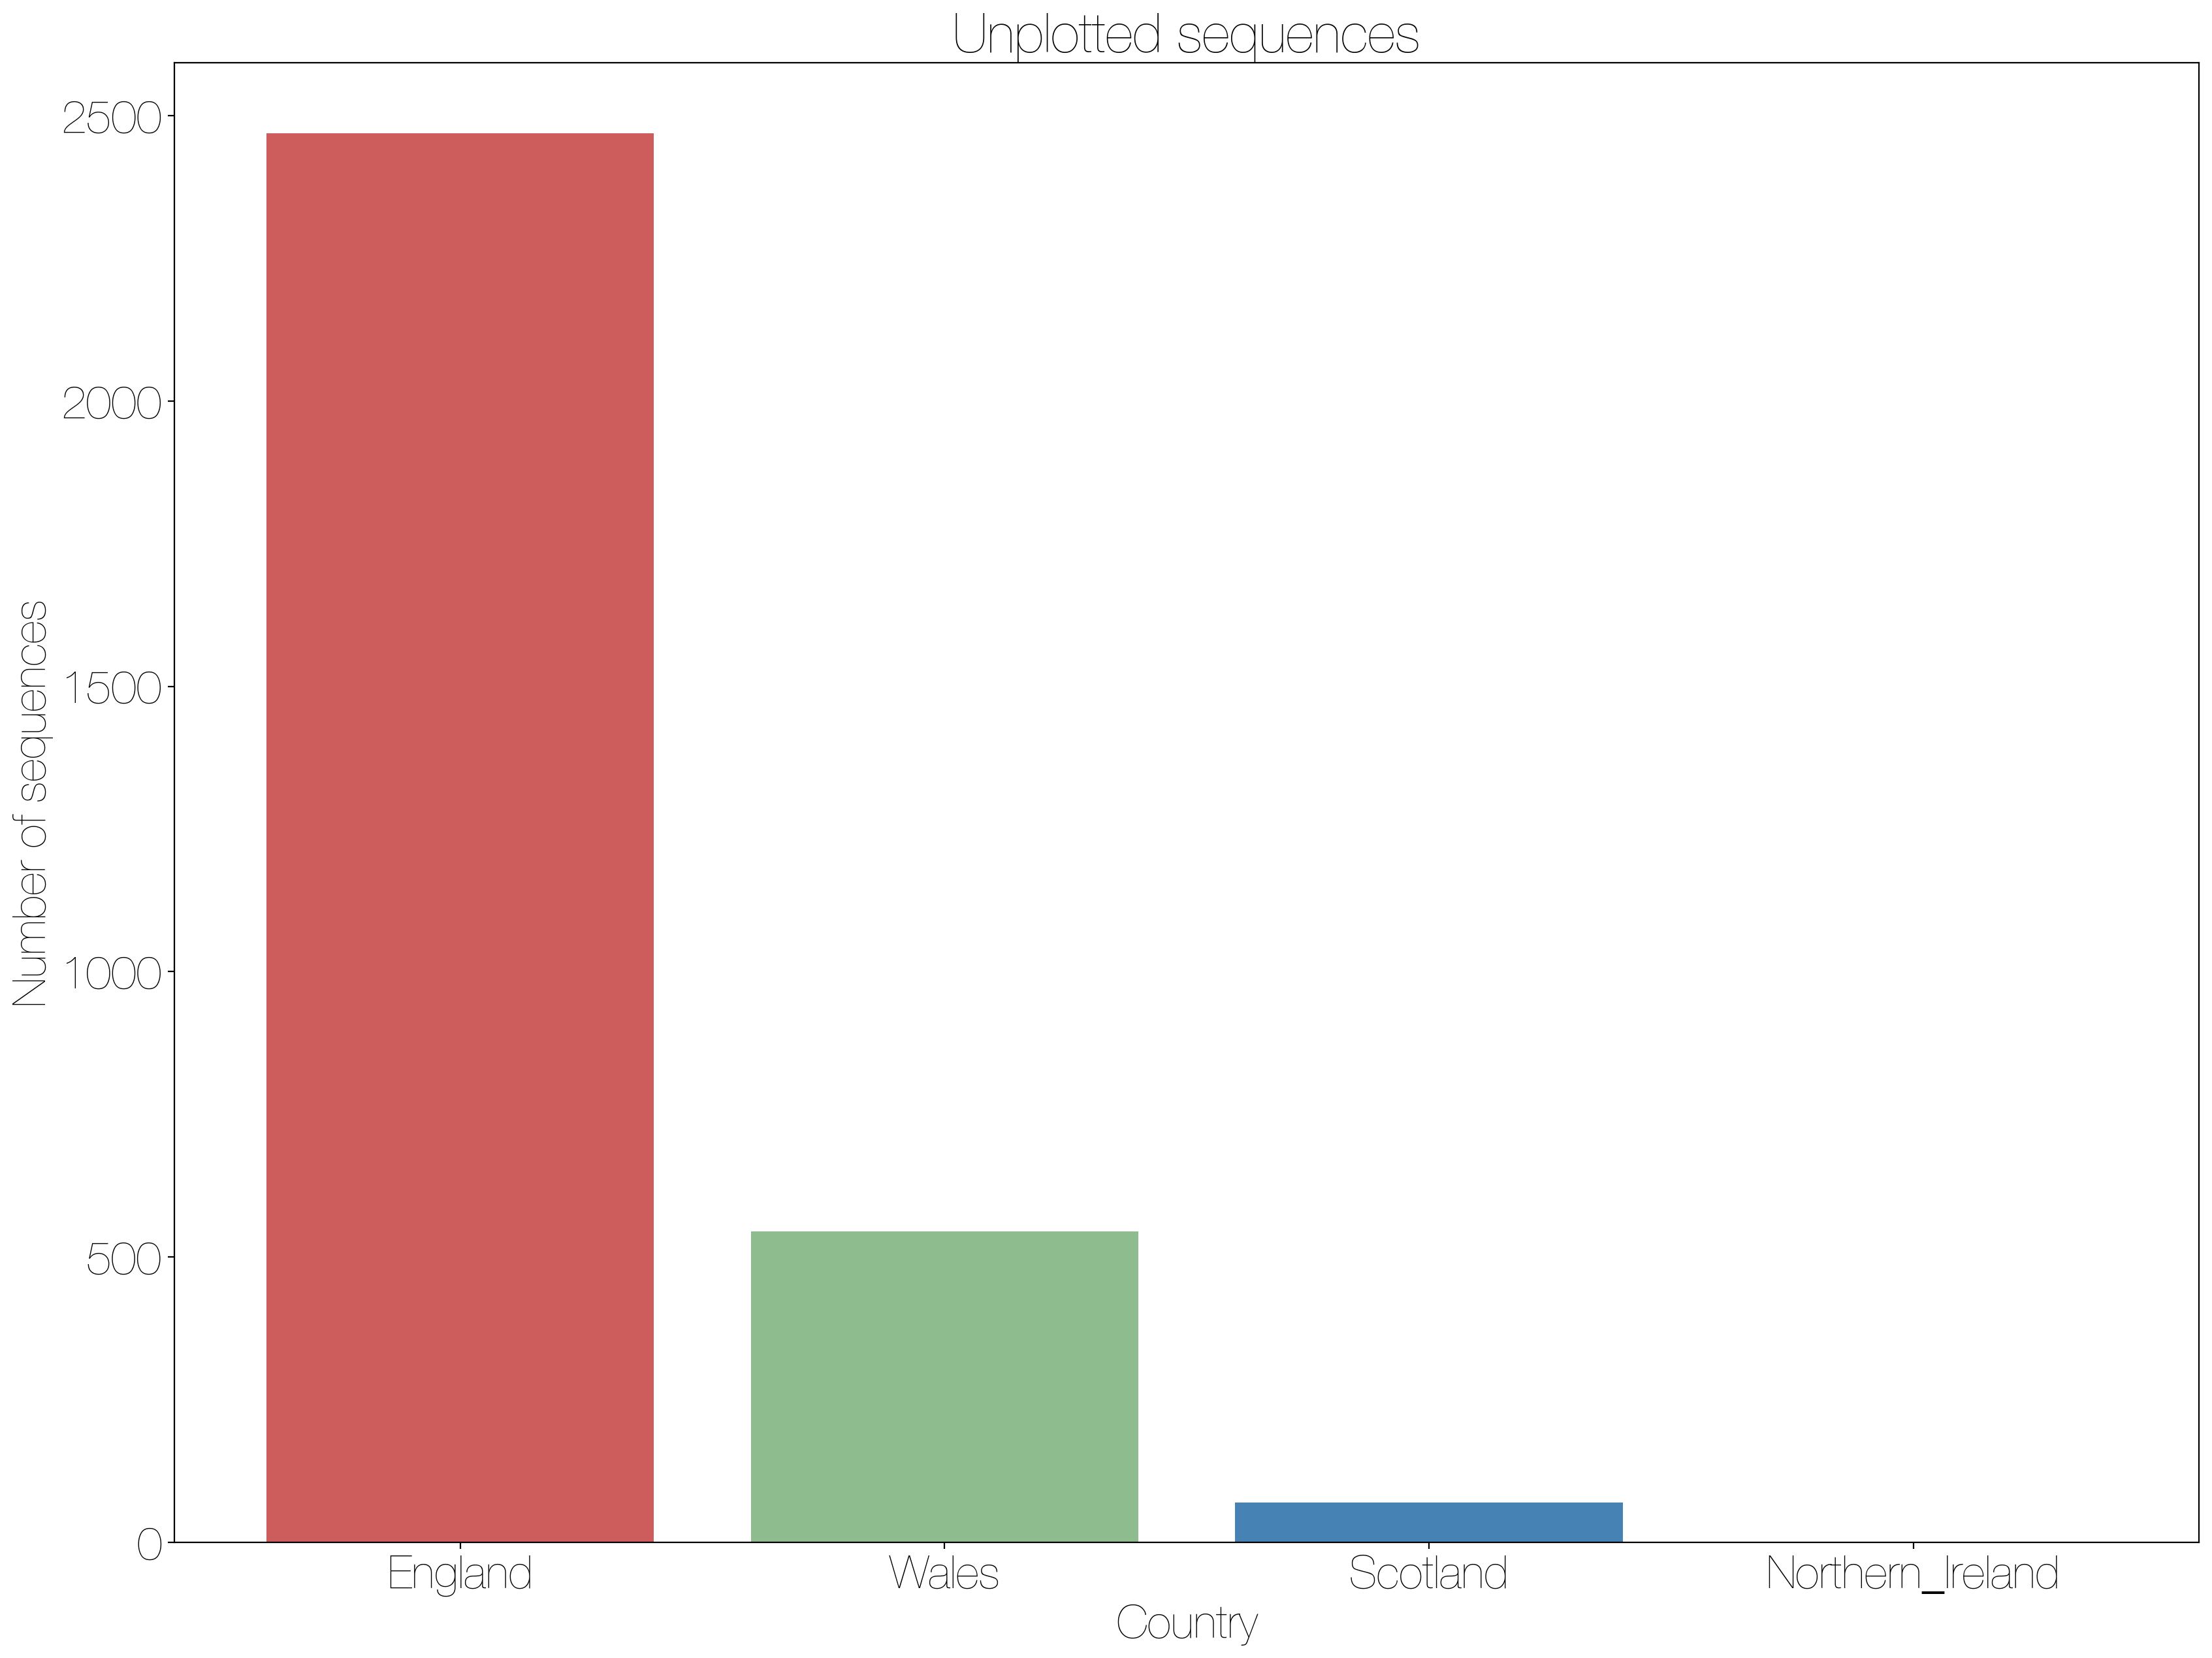 Unplotted sequences
2500
2000
1500
1000
500
0
Number of sequences
England
Wales
Scotland
Northern_Ireland
Country